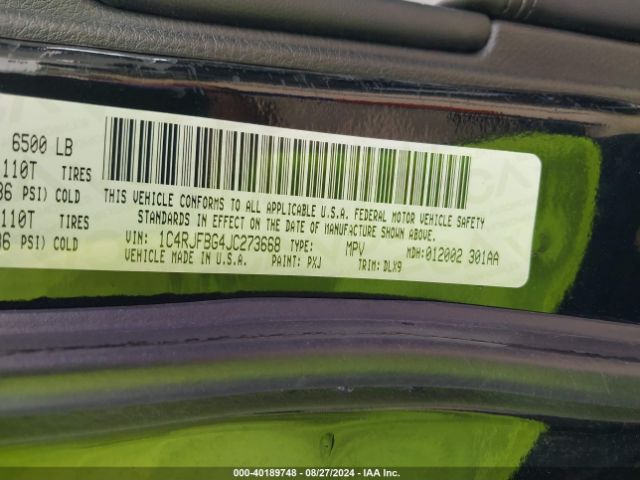 6500 LB
110T TIRES
36 PSI) COLD
110T TIRES
36 PSI) COLD
THIS VEHICLE CONFORMS TO ALL APPLICABLE U.S.A. FEDERAL MOTOR VEHICLE SAFETY
STANDARDS IN EFFECT ON THE DATE OF MANUFACTURE SHOWN ABOVE.
VIN: 1C4RJFBG4JC273668 TYPE: MPV MDH:012002 301AA
VEHICLE MADE IN U.S.A. PAINT: PXJ TRIM: DLX9
000-40189748 - 08/27/2024 - IAA Inc.